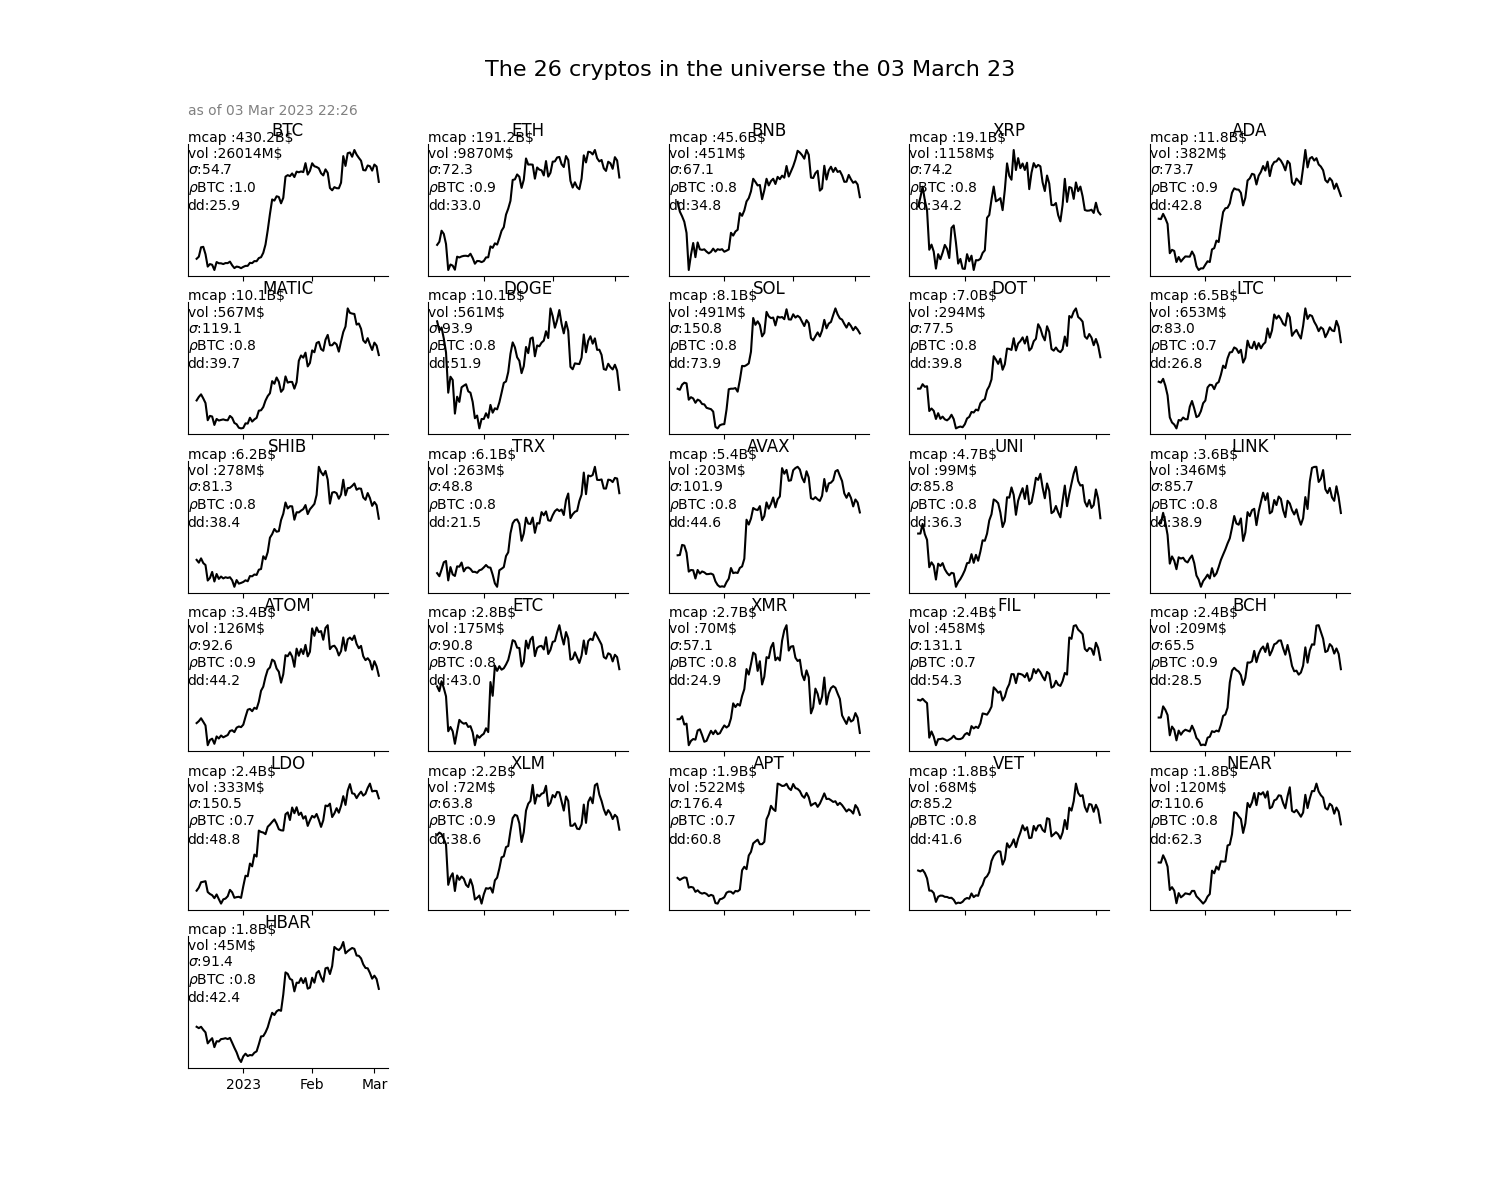 The 26 cryptos in the universe the 03 March 23
as of 03 Mar 2023 22:26
BTC
mcap :430.2B$
vol :26014M$
σ:54.7
ρBTC :1.0
dd:25.9
ETH
mcap :191.2B$
vol :9870M$
σ:72.3
ρBTC :0.9
dd:33.0
BNB
mcap :45.6B$
vol :451M$
σ:67.1
ρBTC :0.8
dd:34.8
XRP
mcap :19.1B$
vol :1158M$
σ:74.2
ρBTC :0.8
dd:34.2
ADA
mcap :11.8B$
vol :382M$
σ:73.7
ρBTC :0.9
dd:42.8
MATIC
mcap :10.1B$
vol :567M$
σ:119.1
ρBTC :0.8
dd:39.7
DOGE
mcap :10.1B$
vol :561M$
σ:93.9
ρBTC :0.8
dd:51.9
SOL
mcap :8.1B$
vol :491M$
σ:150.8
ρBTC :0.8
dd:73.9
DOT
mcap :7.0B$
vol :294M$
σ:77.5
ρBTC :0.8
dd:39.8
LTC
mcap :6.5B$
vol :653M$
σ:83.0
ρBTC :0.7
dd:26.8
SHIB
mcap :6.2B$
vol :278M$
σ:81.3
ρBTC :0.8
dd:38.4
TRX
mcap :6.1B$
vol :263M$
σ:48.8
ρBTC :0.8
dd:21.5
AVAX
mcap :5.4B$
vol :203M$
σ:101.9
ρBTC :0.8
dd:44.6
UNI
mcap :4.7B$
vol :99M$
σ:85.8
ρBTC :0.8
dd:36.3
LINK
mcap :3.6B$
vol :346M$
σ:85.7
ρBTC :0.8
dd:38.9
ATOM
mcap :3.4B$
vol :126M$
σ:92.6
ρBTC :0.9
dd:44.2
ETC
mcap :2.8B$
vol :175M$
σ:90.8
ρBTC :0.8
dd:43.0
XMR
mcap :2.7B$
vol :70M$
σ:57.1
ρBTC :0.8
dd:24.9
FIL
mcap :2.4B$
vol :458M$
σ:131.1
ρBTC :0.7
dd:54.3
BCH
mcap :2.4B$
vol :209M$
σ:65.5
ρBTC :0.9
dd:28.5
LDO
mcap :2.4B$
vol :333M$
σ:150.5
ρBTC :0.7
dd:48.8
XLM
mcap :2.2B$
vol :72M$
σ:63.8
ρBTC :0.9
dd:38.6
APT
mcap :1.9B$
vol :522M$
σ:176.4
ρBTC :0.7
dd:60.8
VET
mcap :1.8B$
vol :68M$
σ:85.2
ρBTC :0.8
dd:41.6
NEAR
mcap :1.8B$
vol :120M$
σ:110.6
ρBTC :0.8
dd:62.3
HBAR
mcap :1.8B$
vol :45M$
σ:91.4
ρBTC :0.8
dd:42.4
2023 Feb Mar